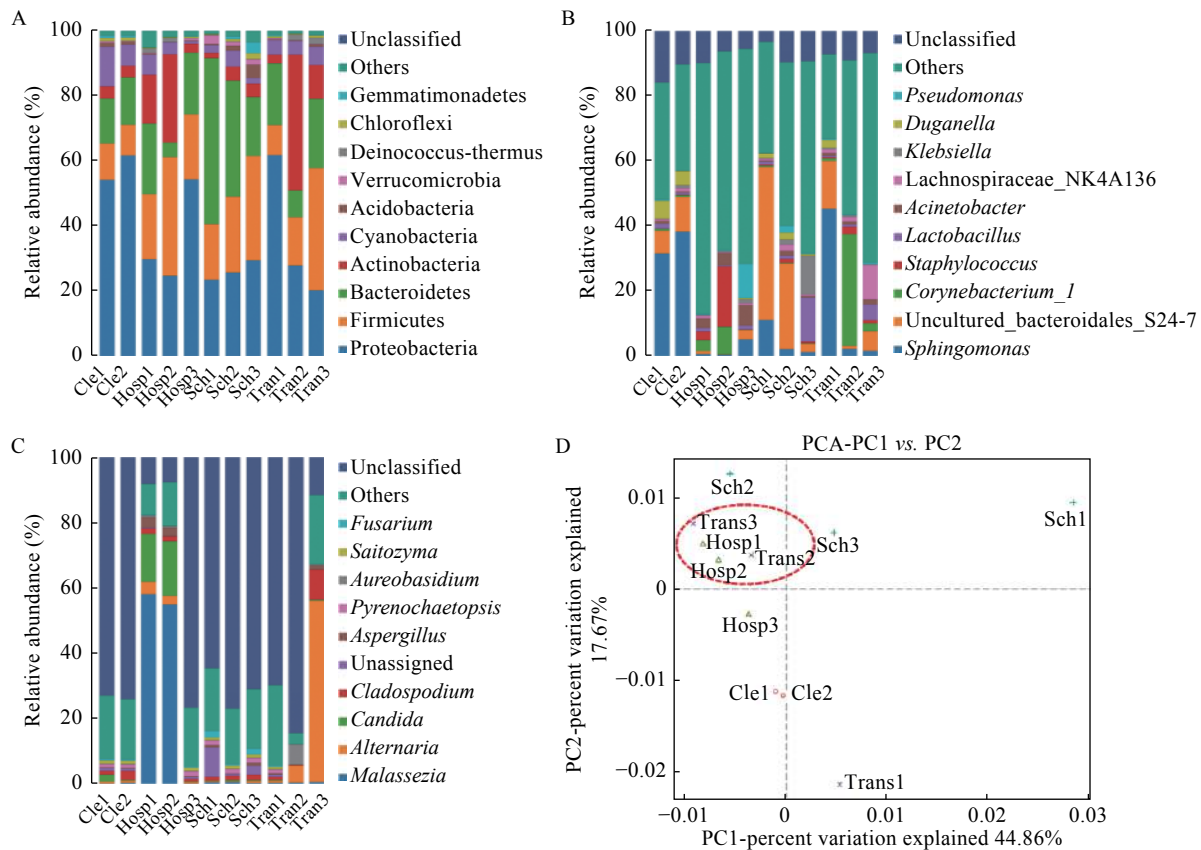 A
Relative abundance (%)
100
80
60
40
20
0
Cle1
Cle2
Hosp1
Hosp2
Hosp3
Sch1
Sch2
Sch3
Tran1
Tran2
Tran3
Unclassified
Others
Gemmatimonadetes
Chloroflexi
Deinococcus-thermus
Verrucomicrobia
Acidobacteria
Cyanobacteria
Actinobacteria
Bacteroidetes
Firmicutes
Proteobacteria
B
Relative abundance (%)
100
80
60
40
20
0
Cle1
Cle2
Hosp1
Hosp2
Hosp3
Sch1
Sch2
Sch3
Tran1
Tran2
Tran3
Unclassified
Others
Pseudomonas
Duganella
Klebsiella
Lachnospiraceae_NK4A136
Acinetobacter
Lactobacillus
Staphylococcus
Corynebacterium_1
Uncultured_bacteroidales_S24-7
Sphingomonas
C
Relative abundance (%)
100
80
60
40
20
0
Cle1
Cle2
Hosp1
Hosp2
Hosp3
Sch1
Sch2
Sch3
Tran1
Tran2
Tran3
Unclassified
Others
Fusarium
Saitozyma
Aureobasidium
Pyrenochaetopsis
Aspergillus
Unassigned
Cladospodium
Candida
Alternaria
Malassezia
D
PCA-PC1 vs. PC2
PC2-percent variation explained
17.67%
0.01
0
−0.01
−0.02
Sch2
Sch1
Trans3
Hosp1
Trans2
Sch3
Hosp2
Hosp3
Cle1
Cle2
Trans1
−0.01
0
0.01
0.02
0.03
PC1-percent variation explained 44.86%